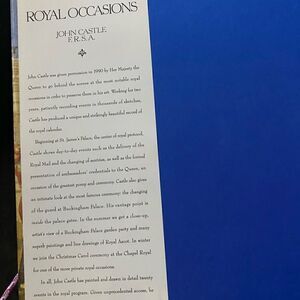 ROYAL OCCASIONS
JOHN CASTLE
F.R.S.A.
John Castle was given permission in 1990 by Her Majesty the
Queen to go behind the scenes at the most notable royal
occasions in order to preserve them in his art. Working for two
years, patiently recording events in thousands of sketches,
Castle has produced a unique and strikingly beautiful record of
the royal calendar.
Beginning at St. James's Palace, the center of royal protocol,
Castle shows day-to-day events such as the delivery of the
Royal Mail and the changing of sentries, as well as the formal
presentation of ambassadors' credentials to the Queen, an
occasion of the greatest pomp and ceremony. Castle also gives
an intimate look at the most famous ceremony: the changing
of the guard at Buckingham Palace. His vantage point is
inside the palace gates. In the summer we get a close-up,
artist's view of a Buckingham Palace garden party and many
superb paintings and line drawings of Royal Ascot. In winter
we join the Christmas Carol ceremony at the Chapel Royal
for one of the more private royal occasions.
In all, John Castle has painted and drawn in detail twenty
events in the royal program. Given unprecedented access, he